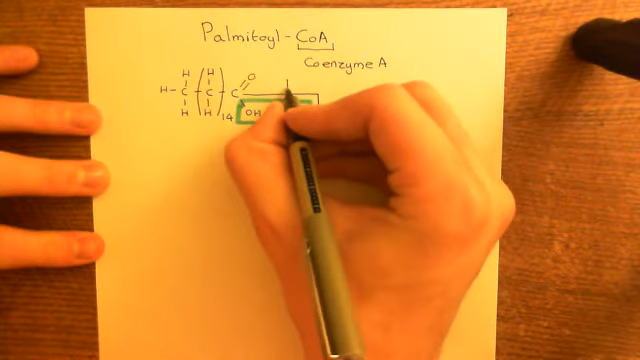 Palmitoyl - CoA
Coenzyme A
H H O
H - C - ( C - ) C
H H 14 OH